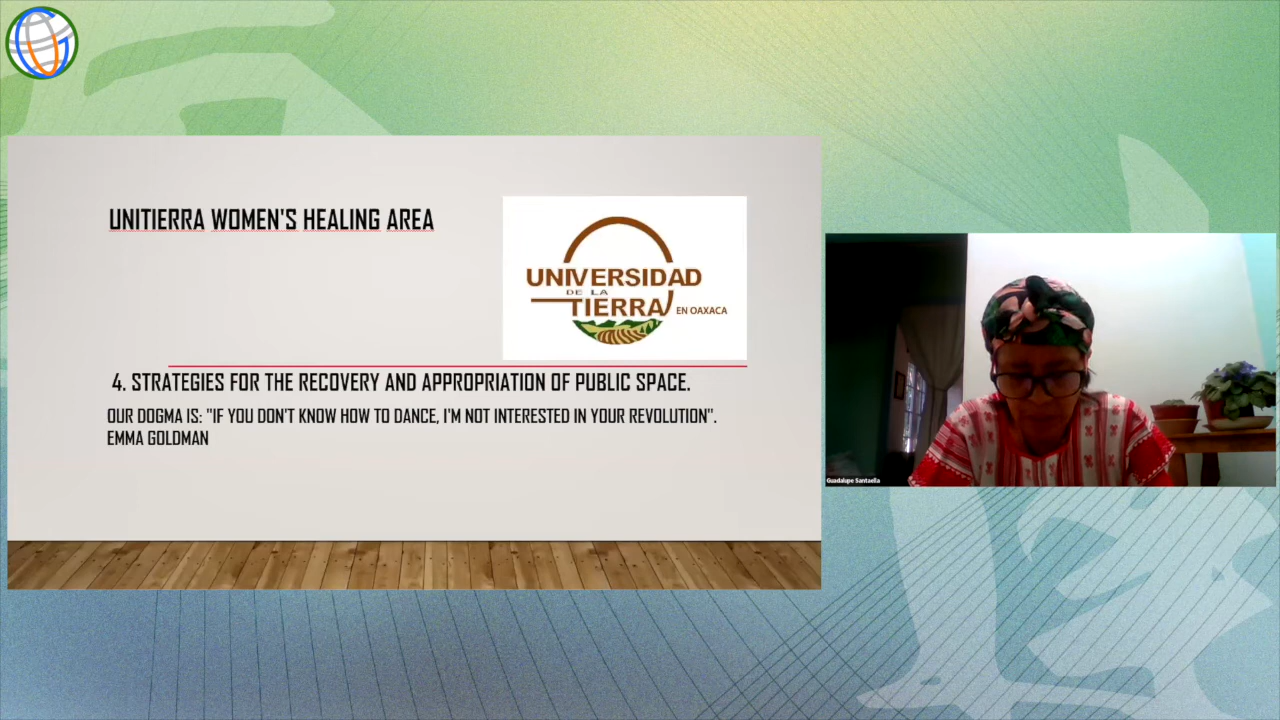 UNITIERRA WOMEN'S HEALING AREA
UNIVERSIDAD
DE LA
TIERRA
EN OAXACA
4. STRATEGIES FOR THE RECOVERY AND APPROPRIATION OF PUBLIC SPACE.
OUR DOGMA IS: "IF YOU DON'T KNOW HOW TO DANCE, I'M NOT INTERESTED IN YOUR REVOLUTION".
EMMA GOLDMAN
Guadalupe Santaella